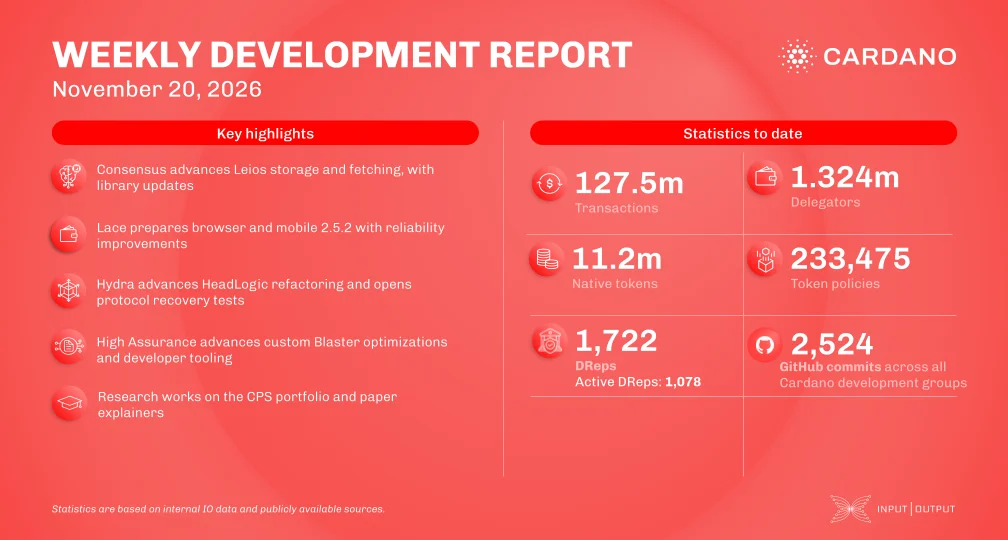 WEEKLY DEVELOPMENT REPORT
November 20, 2026
CARDANO
Key highlights
Consensus advances Leios storage and fetching, with
library updates
Lace prepares browser and mobile 2.5.2 with reliability
improvements
Hydra advances HeadLogic refactoring and opens
protocol recovery tests
High Assurance advances custom Blaster optimizations
and developer tooling
Research works on the CPS portfolio and paper
explainers
Statistics to date
127.5m
Transactions
1.324m
Delegators
11.2m
Native tokens
233,475
Token policies
1,722
DReps
Active DReps: 1,078
2,524
GitHub commits across all
Cardano development groups
Statistics are based on internal IO data and publicly available sources.
INPUT|OUTPUT